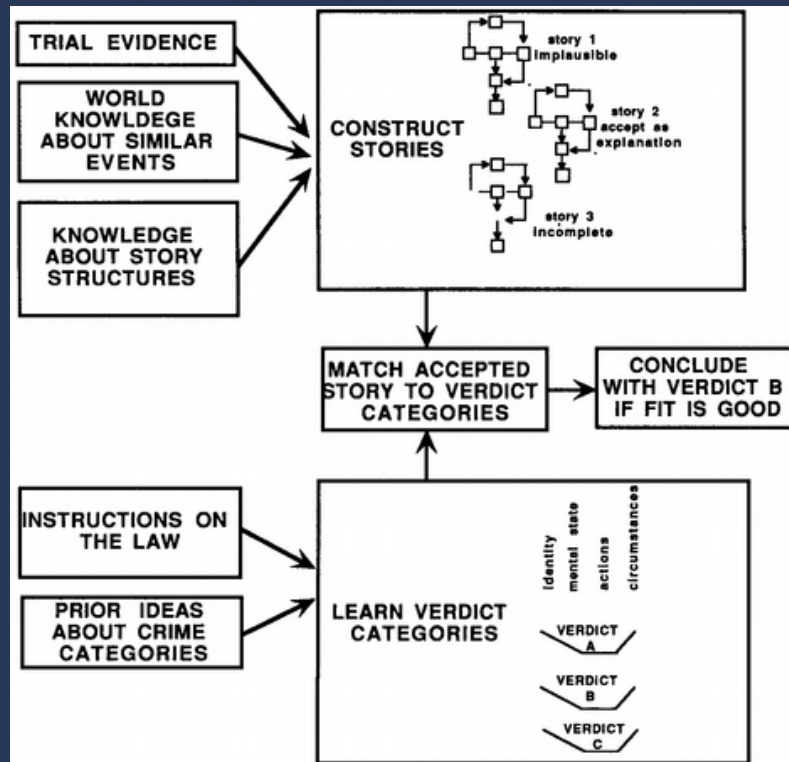 TRIAL EVIDENCE
WORLD
KNOWLDEGE
ABOUT SIMILAR
EVENTS
KNOWLEDGE
ABOUT STORY
STRUCTURES
CONSTRUCT
STORIES
story 1
implausible
story 2
accept as
explanation
story 3
incomplete
MATCH ACCEPTED
STORY TO VERDICT
CATEGORIES
CONCLUDE
WITH VERDICT B
IF FIT IS GOOD
INSTRUCTIONS ON
THE LAW
PRIOR IDEAS
ABOUT CRIME
CATEGORIES
LEARN VERDICT
CATEGORIES
identity
mental state
actions
circumstances
VERDICT
A
VERDICT
B
VERDICT
C